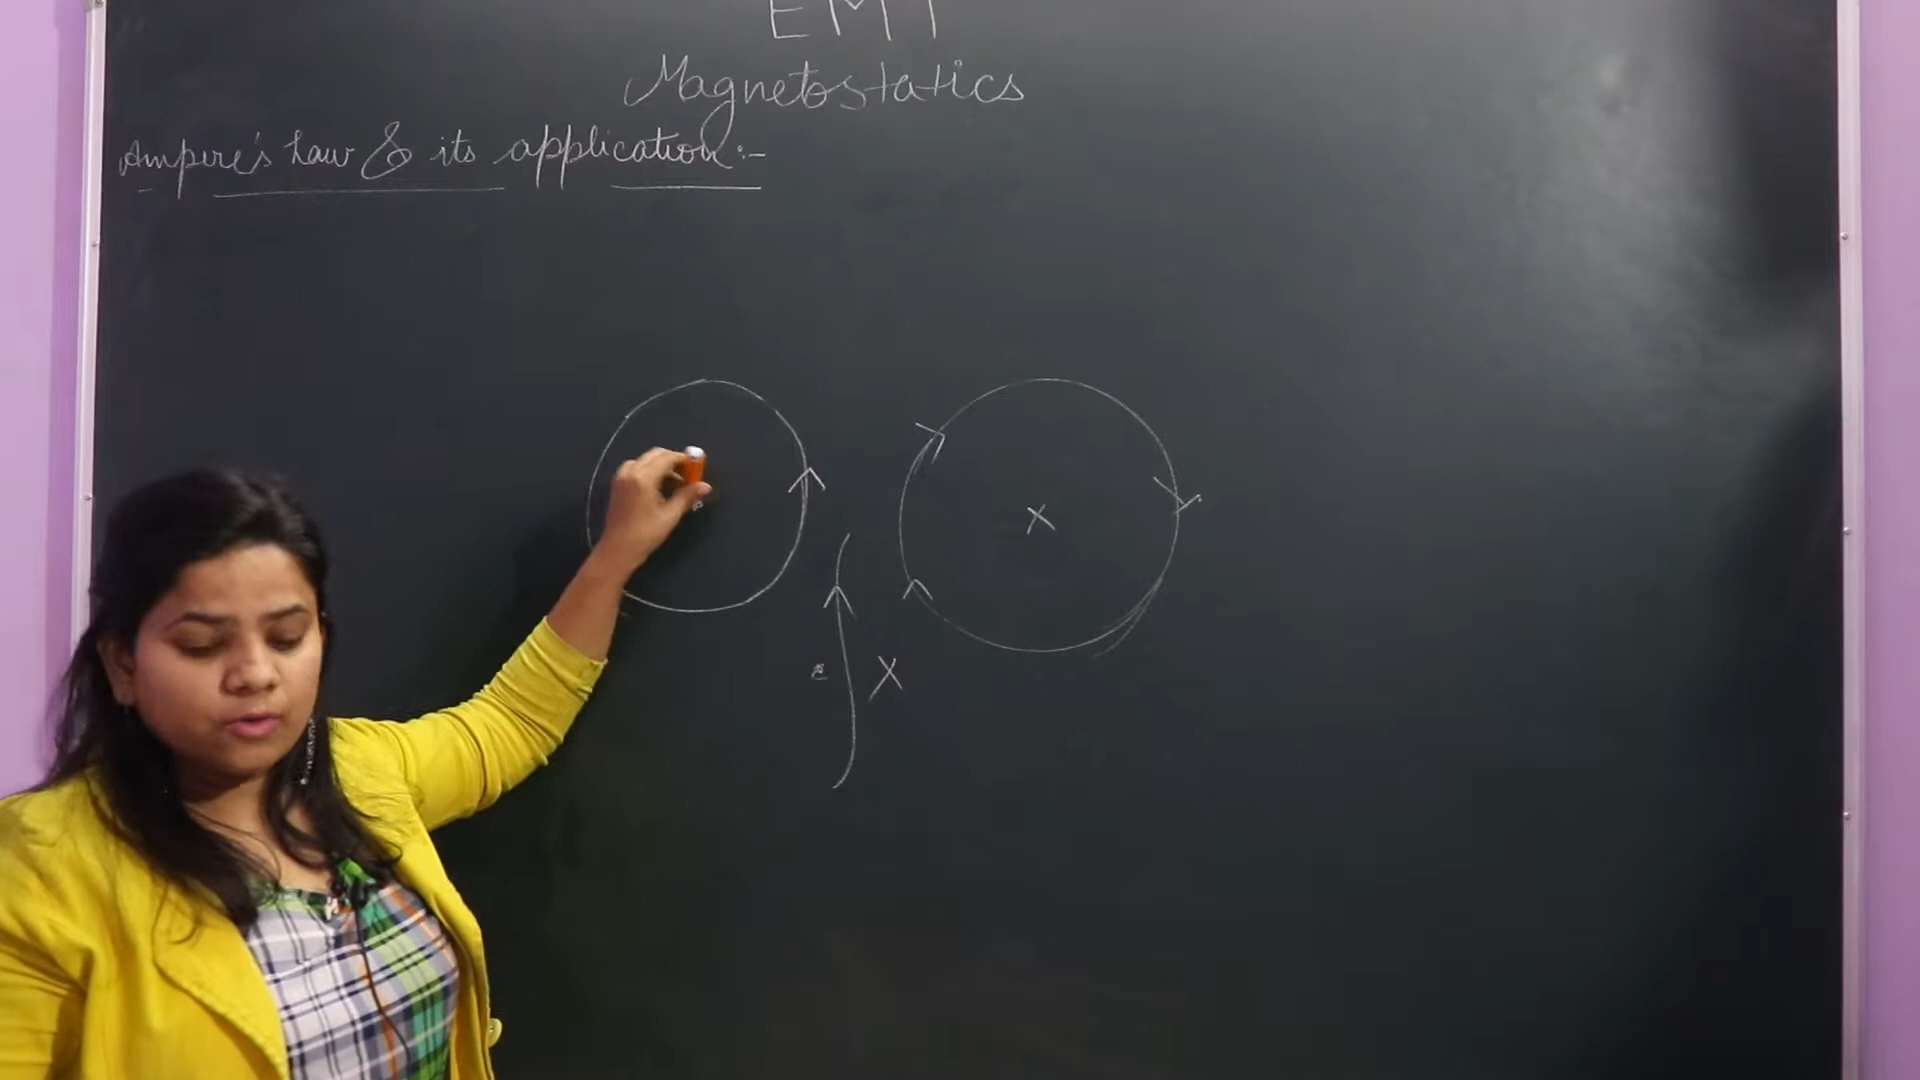 EMT
Magnetostatics
Ampere's Law & its application:-
X
X